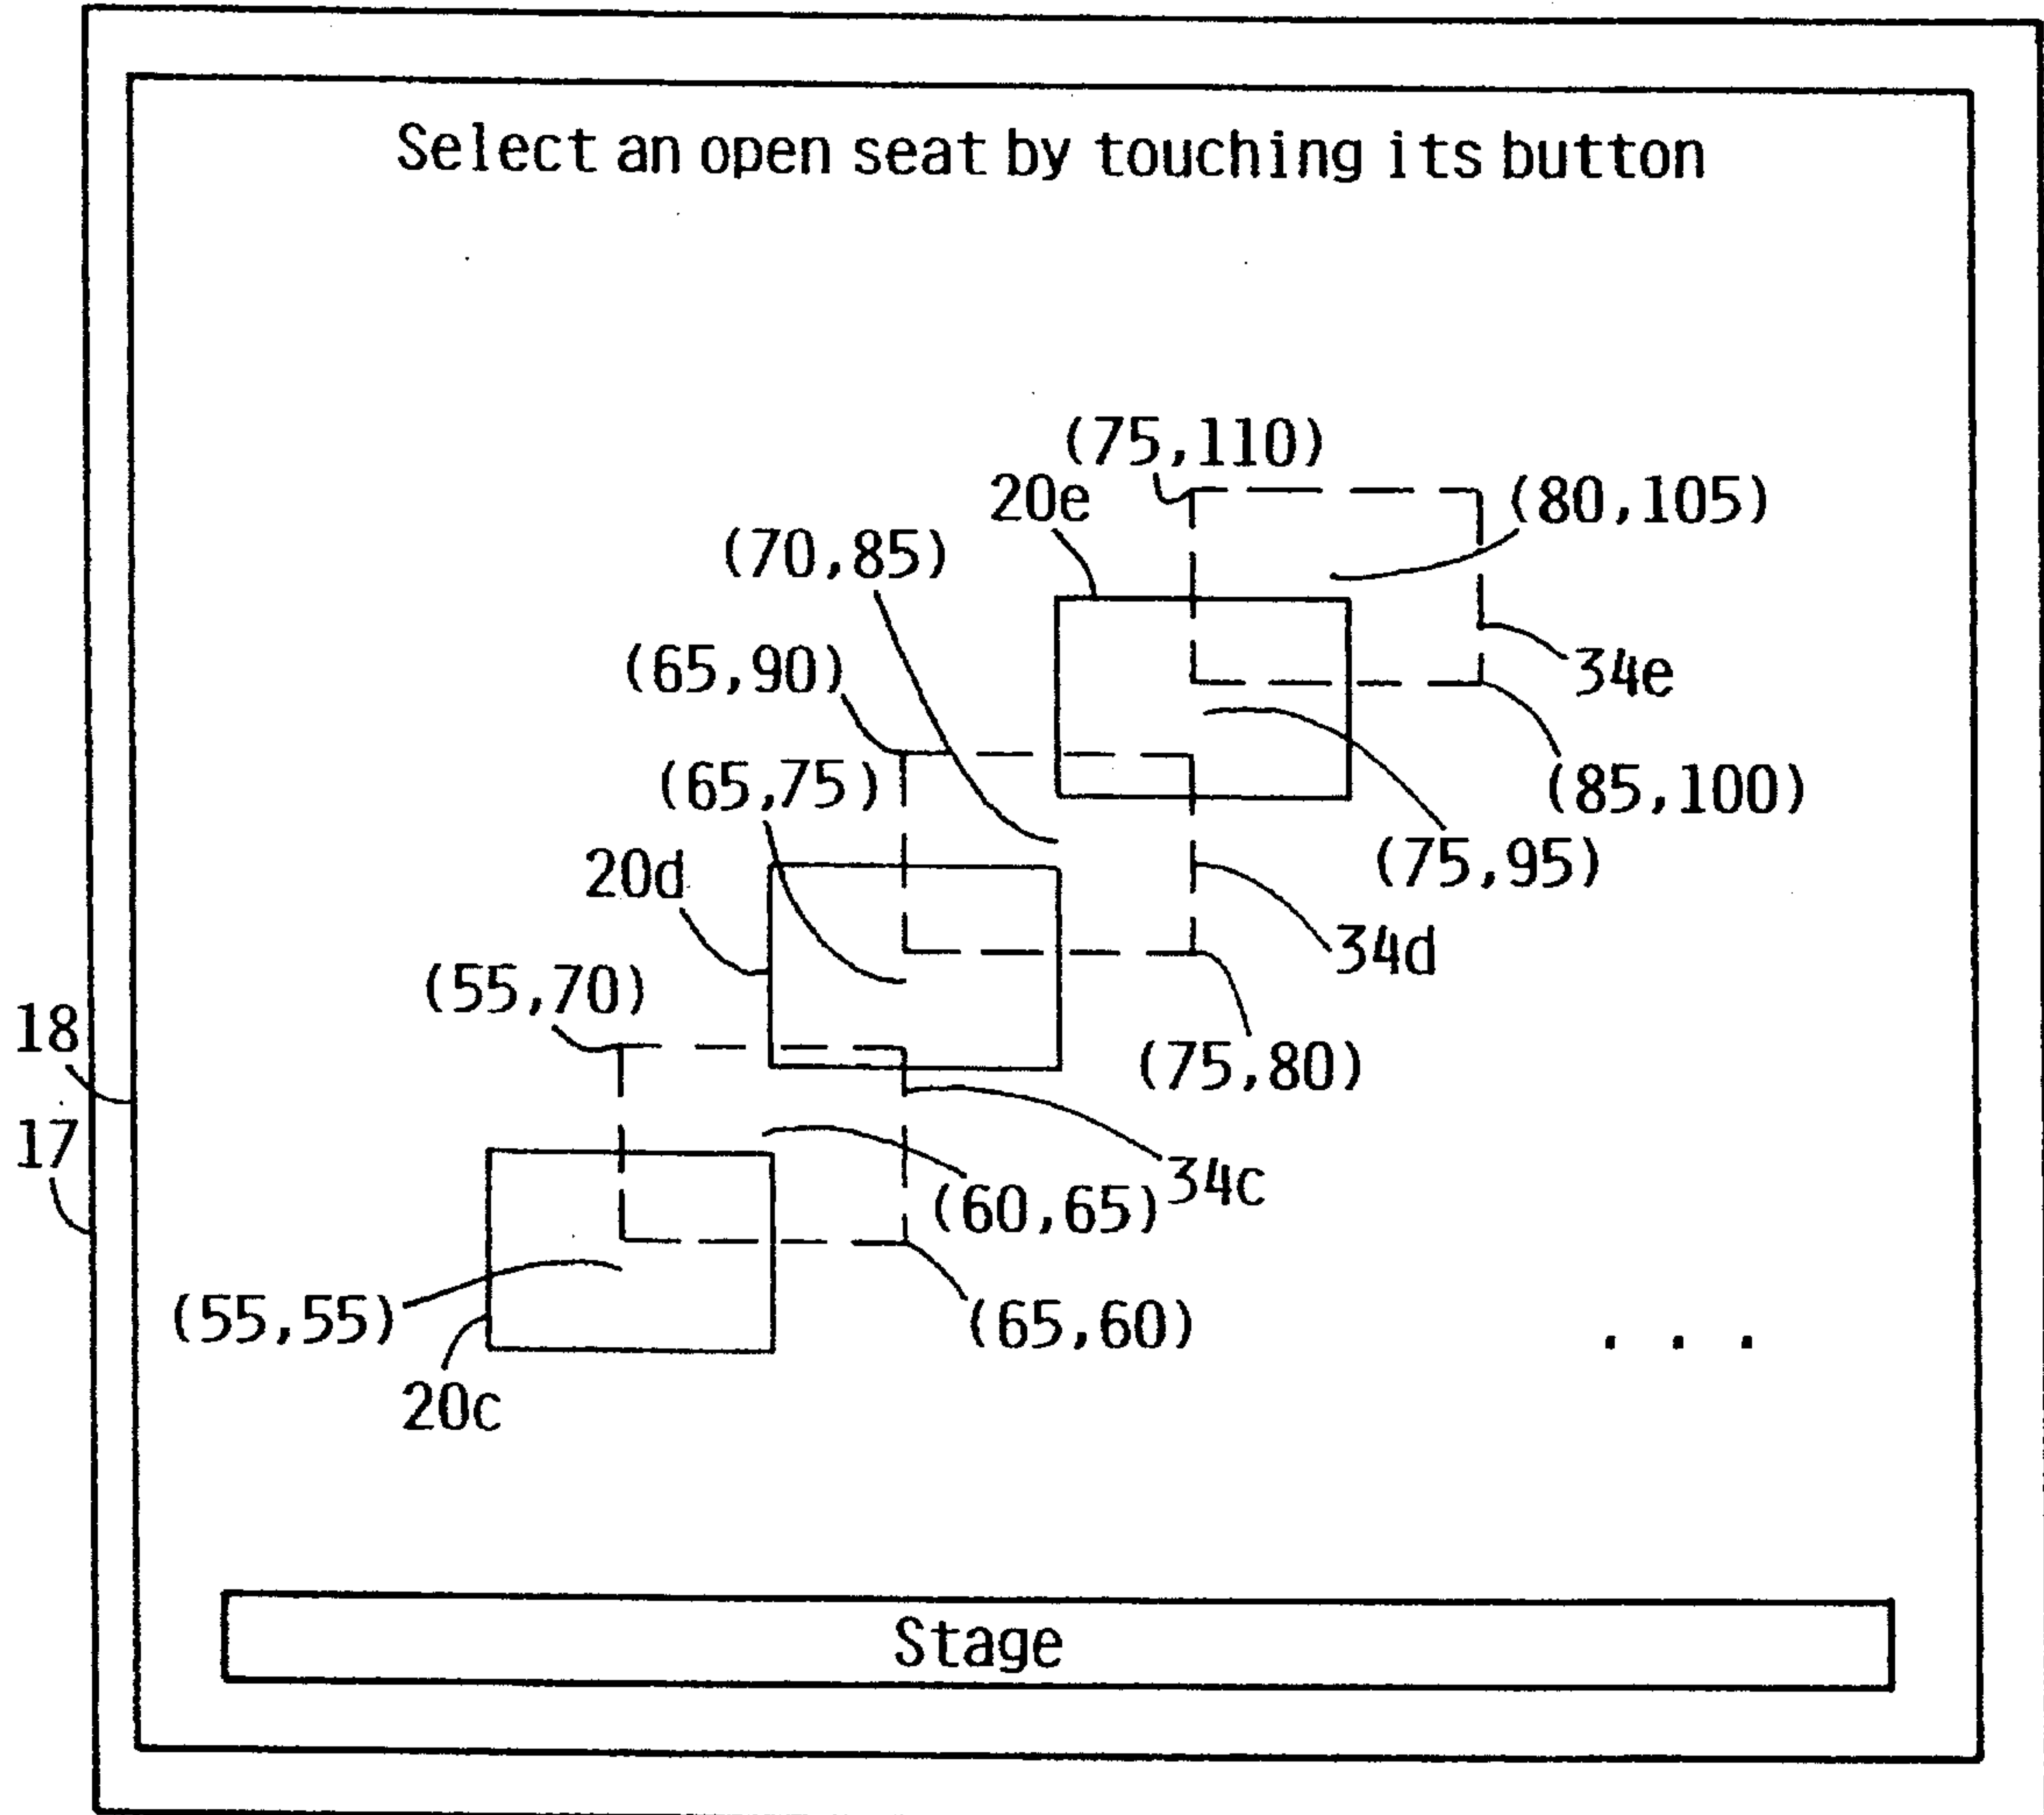 Select an open seat by touching its button
(75,110)
20e
(80,105)
(70,85)
(65,90)
34e
(65,75)
(85,100)
20d
(75,95)
34d
(55,70)
18
(75,80)
17
34c
(60,65)
(55,55)
(65,60)
. . .
20c
Stage